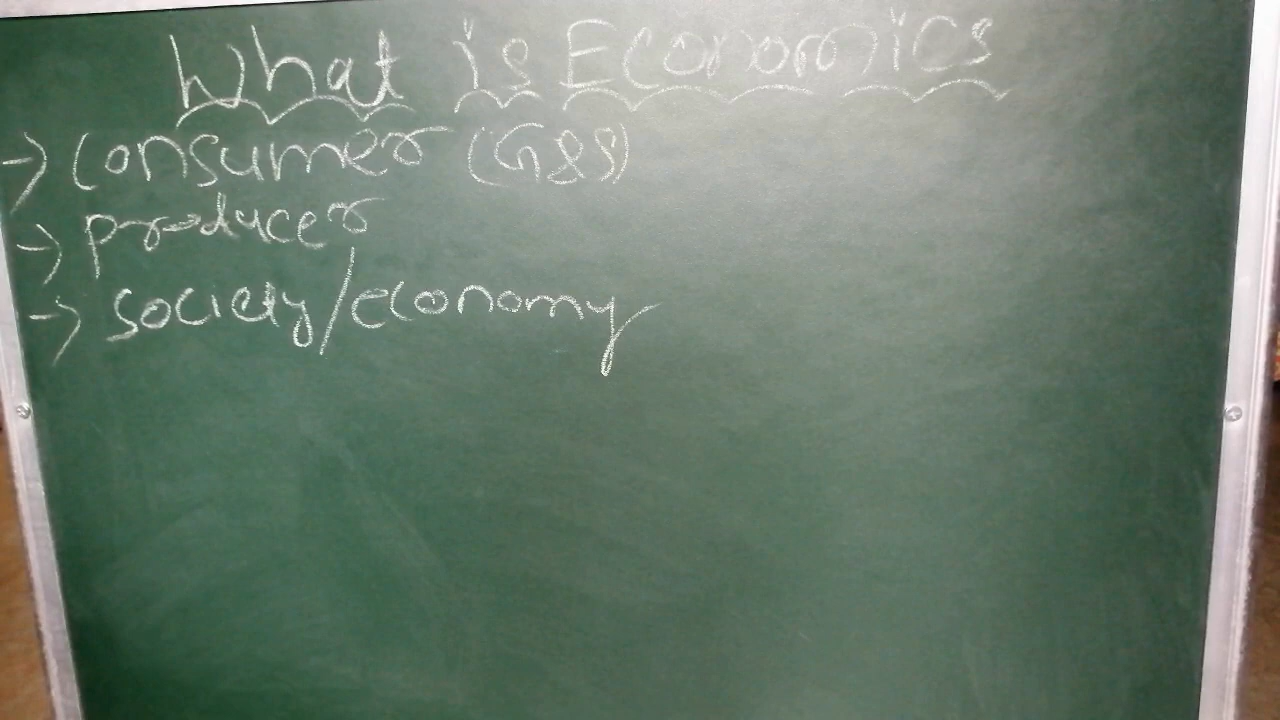 What is Economics
→ Consumer (G&S)
→ producer
→ society/economy